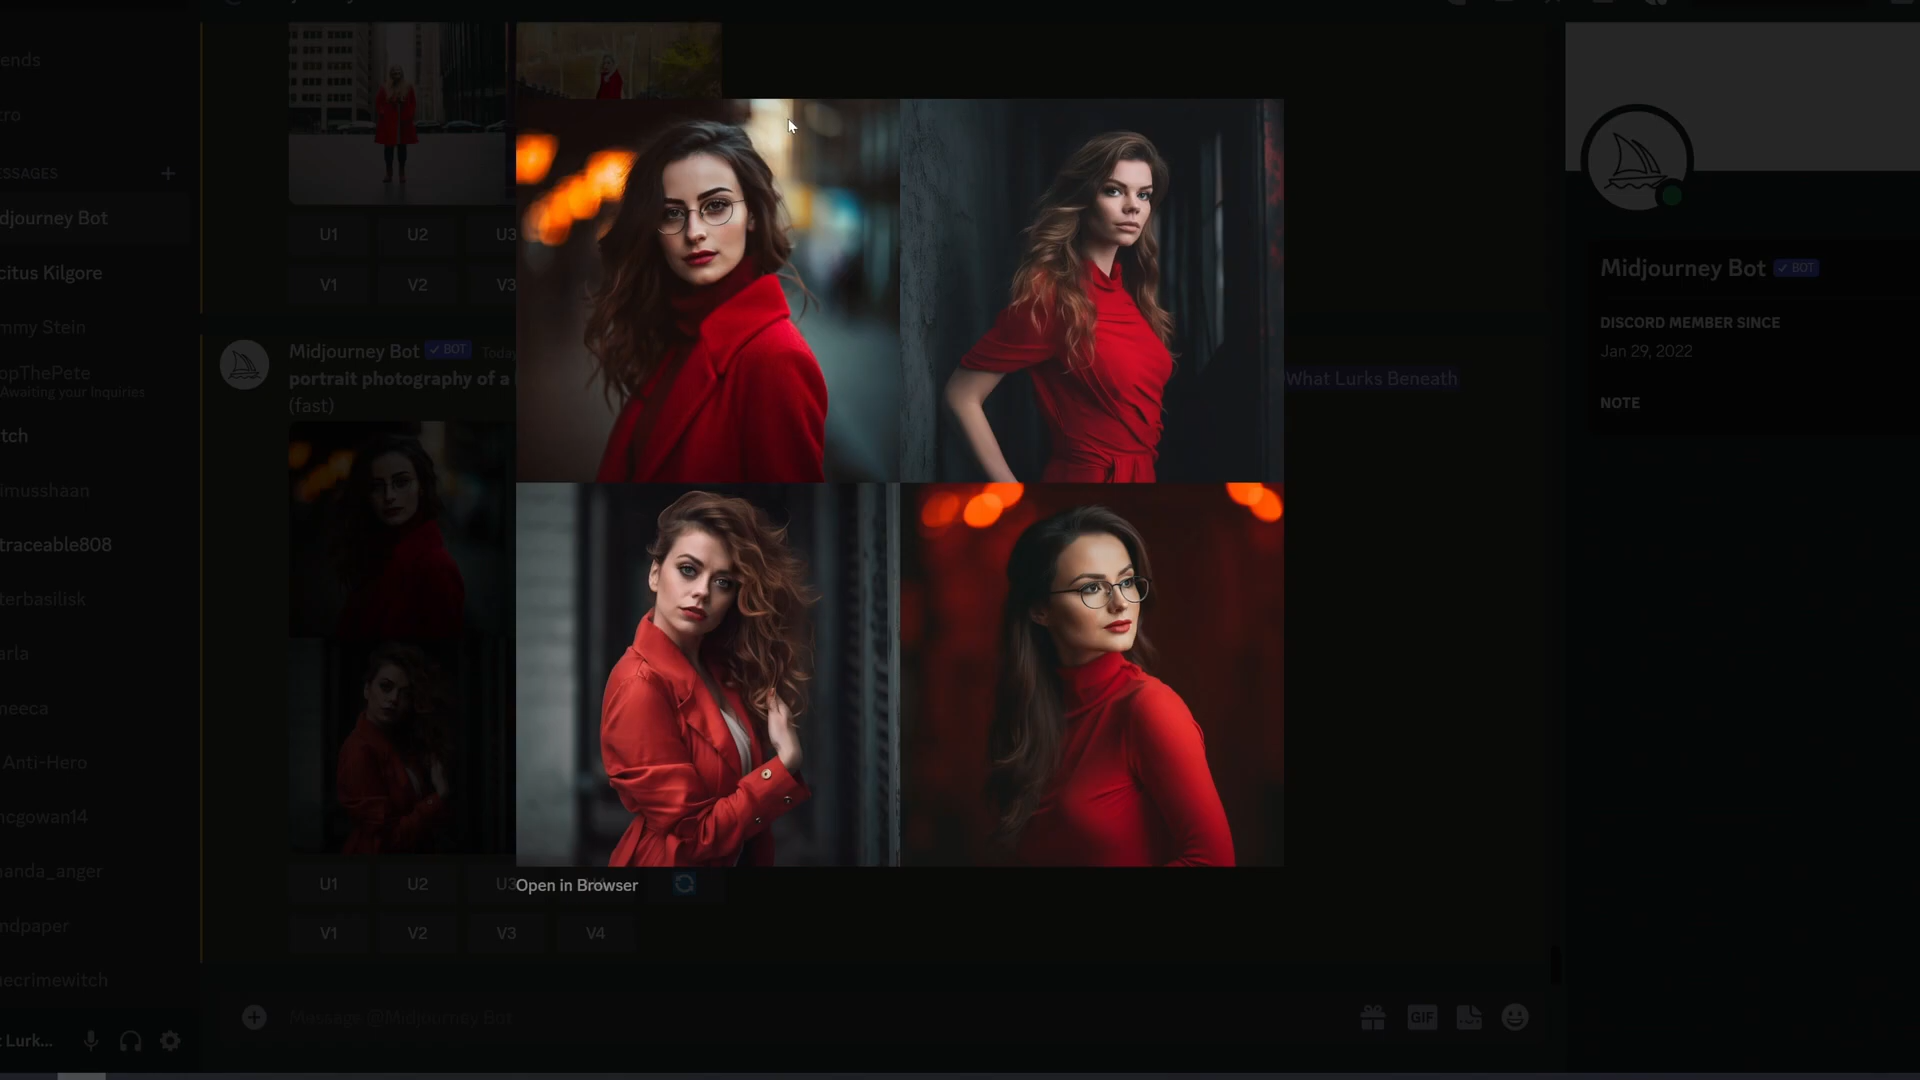 ends
tro
ESSAGES
djourney Bot
citus Kilgore
mmy Stein
opThePete
Awaiting your Inquiries
tch
imusshaan
traceable808
terbasilisk
arla
neeca
Anti-Hero
mcgowan14
anda_anger
ndpaper
ecrimewitch
t Lurk...
U1 U2 U3
V1 V2 V3
Midjourney Bot BOT Today
portrait photography of a
What Lurks Beneath
(fast)
U1 U2 U3
Open in Browser
V1 V2 V3 V4
Message @Midjourney Bot
GIF
Midjourney Bot BOT
DISCORD MEMBER SINCE
Jan 29, 2022
NOTE